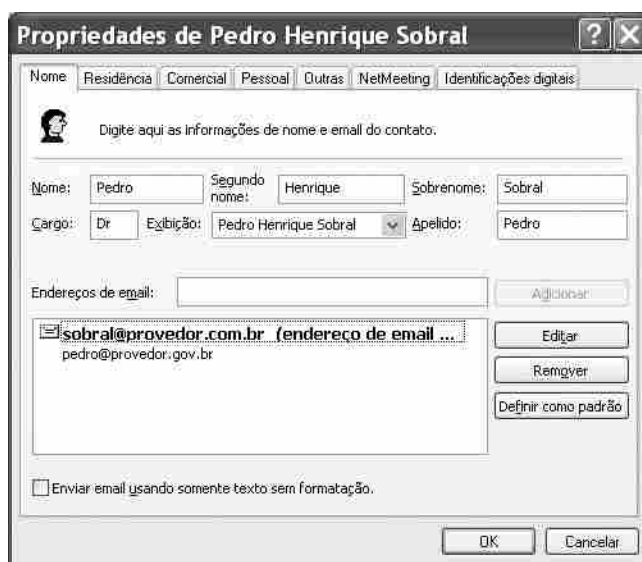 Propriedades de Pedro Henrique Sobral ? X
Nome Residência Comercial Pessoal Outras NetMeeting Identificações digitais
Digite aqui as informações de nome e email do contato.
Nome: Pedro Segundo nome: Henrique Sobrenome: Sobral
Cargo: Dr Exibição: Pedro Henrique Sobral Apelido: Pedro
Endereços de email: Adicionar
sobral@provedor.com.br (endereço de email ... Editar
pedro@provedor.gov.br
Remover
Definir como padrão
Enviar email usando somente texto sem formatação.
OK Cancelar